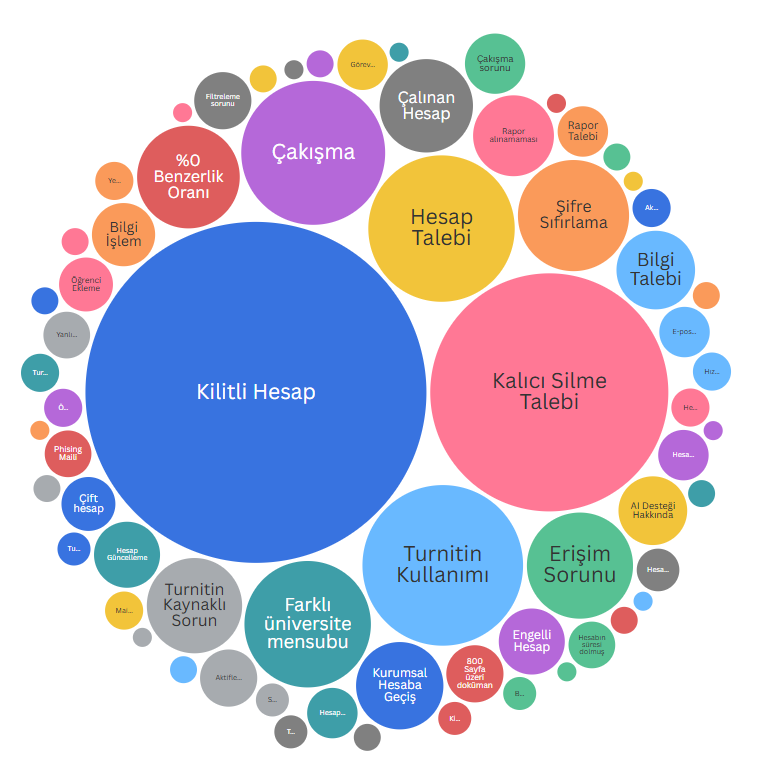 Çakışma
sorunu
Görev...
Filtreleme
sorunu
Çalınan
Hesap
Rapor
alınamaması
Rapor
Talebi
Çakışma
%0
Benzerlik
Oranı
Ye...
Hesap
Talebi
Şifre
Sıfırlama
Ak...
Bilgi
İşlem
Bilgi
Talebi
Öğrenci
Ekleme
Yanlı...
E-pos...
Tur...
Hız...
Kilitli Hesap
Kalıcı Silme
Talebi
Ö...
He...
Phising
Maili
Hesa...
Çift
hesap
AI Desteği
Hakkında
Tu...
Hesap
Güncelleme
Turnitin
Kullanımı
Erişim
Sorunu
Hesa...
Mai...
Turnitin
Kaynaklı
Sorun
Farklı
üniversite
mensubu
Engelli
Hesap
Hesabın
süresi
dolmuş
Aktifle...
Kurumsal
Hesaba
Geçiş
800
Sayfa
üzeri
doküman
S...
B...
Hesap...
Ki...
T...